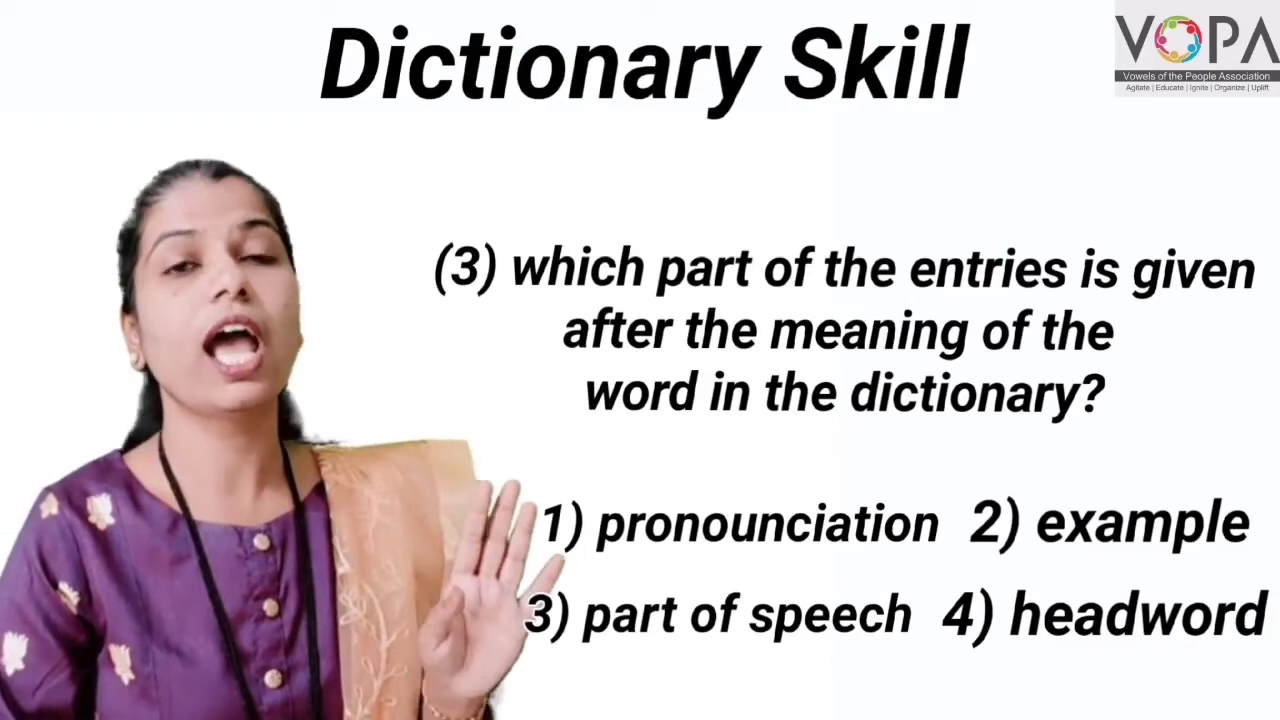 Dictionary Skill
VOPA
Vowels of the People Association
Agitate | Educate | Ignite | Organize | Uplift
(3) which part of the entries is given
after the meaning of the
word in the dictionary?
1) pronounciation 2) example
3) part of speech 4) headword